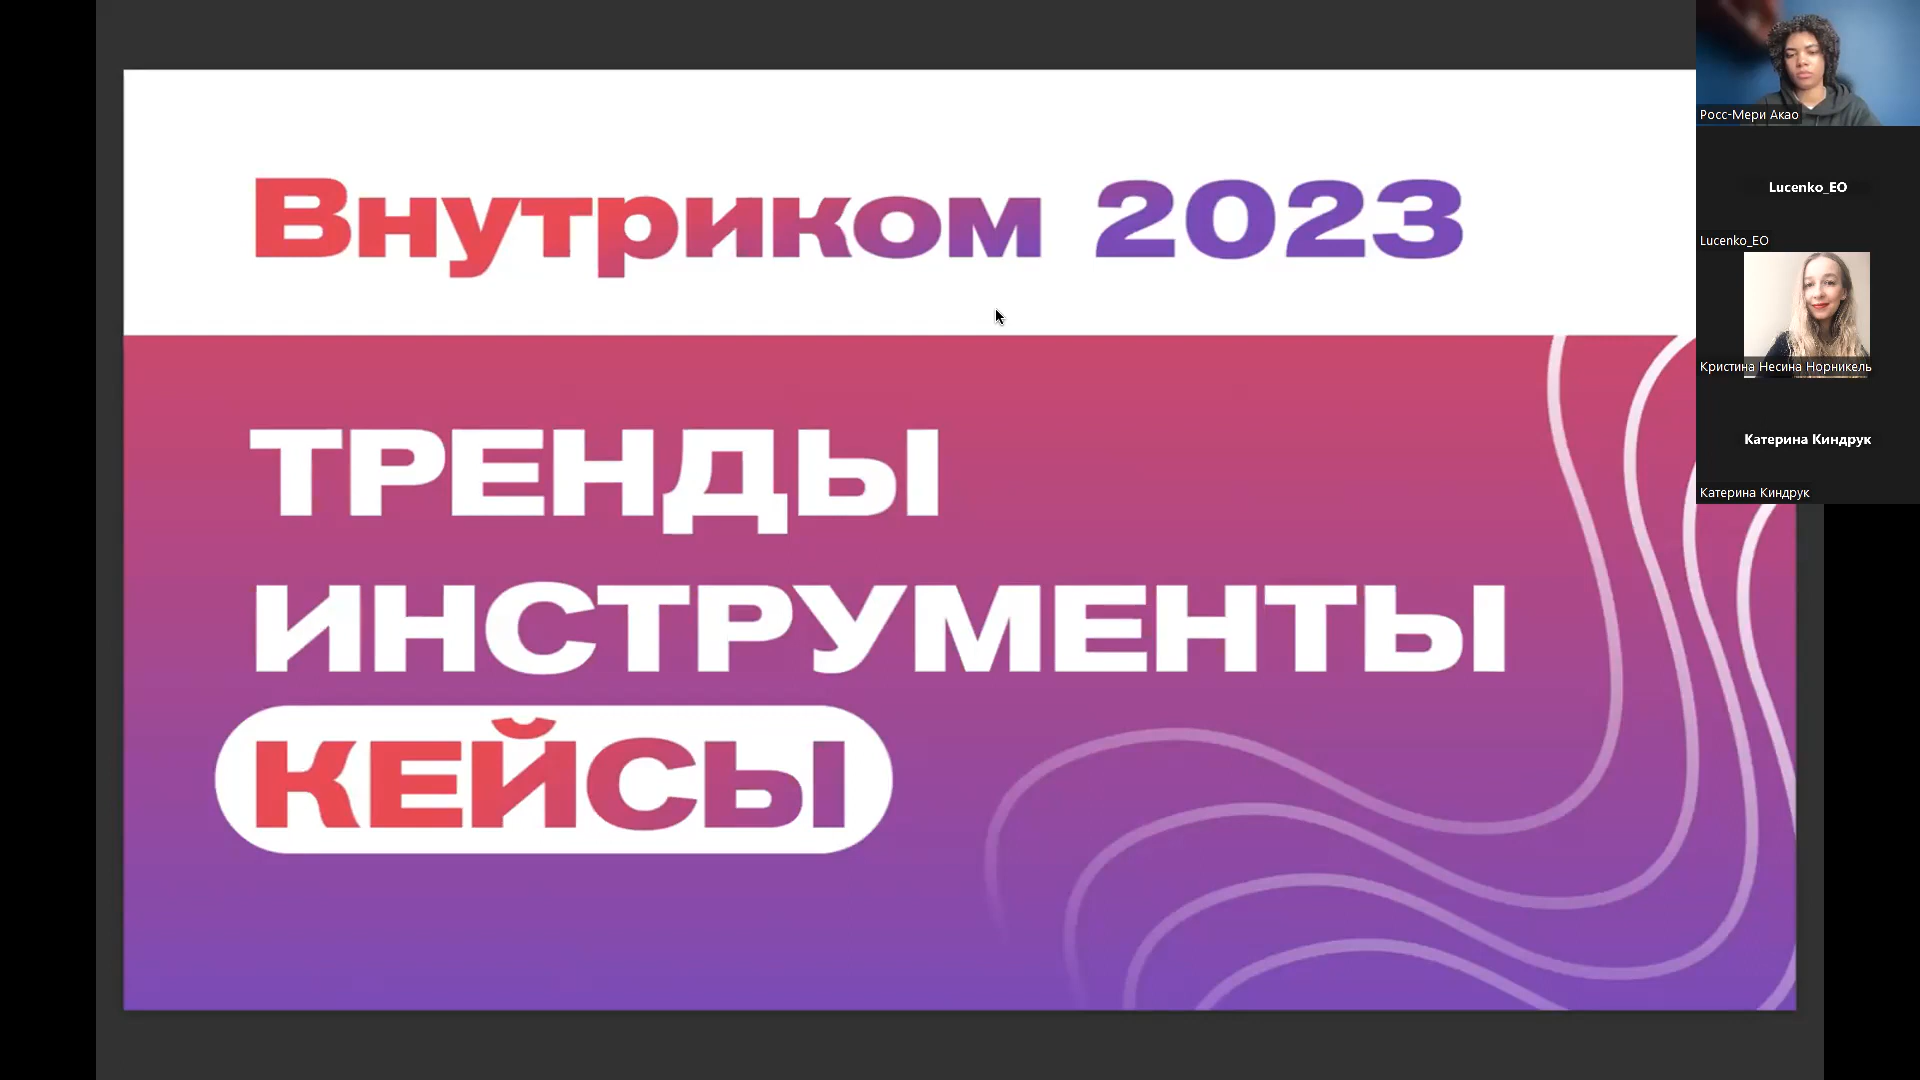 Внутриком 2023
ТРЕНДЫ
ИНСТРУМЕНТЫ
КЕЙСЫ
Росс-Мери Акао
Lucenko_EO
Lucenko_EO
Кристина Несина Норникель
Катерина Киндрук
Катерина Киндрук